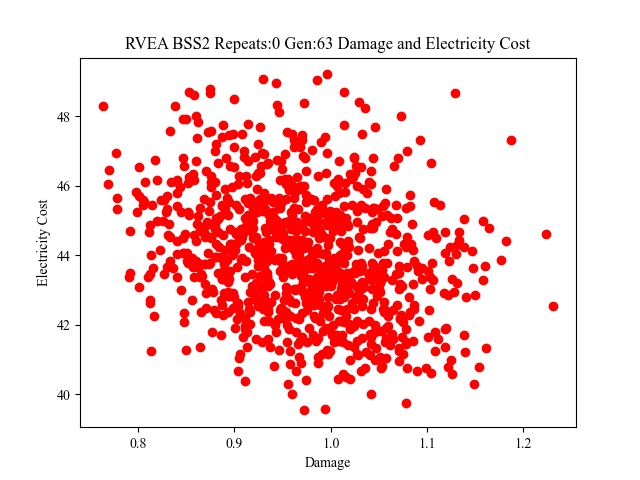 RVEA BSS2 Repeats:0 Gen:63 Damage and Electricity Cost
Electricity Cost
48
46
44
42
40
0.8 0.9 1.0 1.1 1.2
Damage